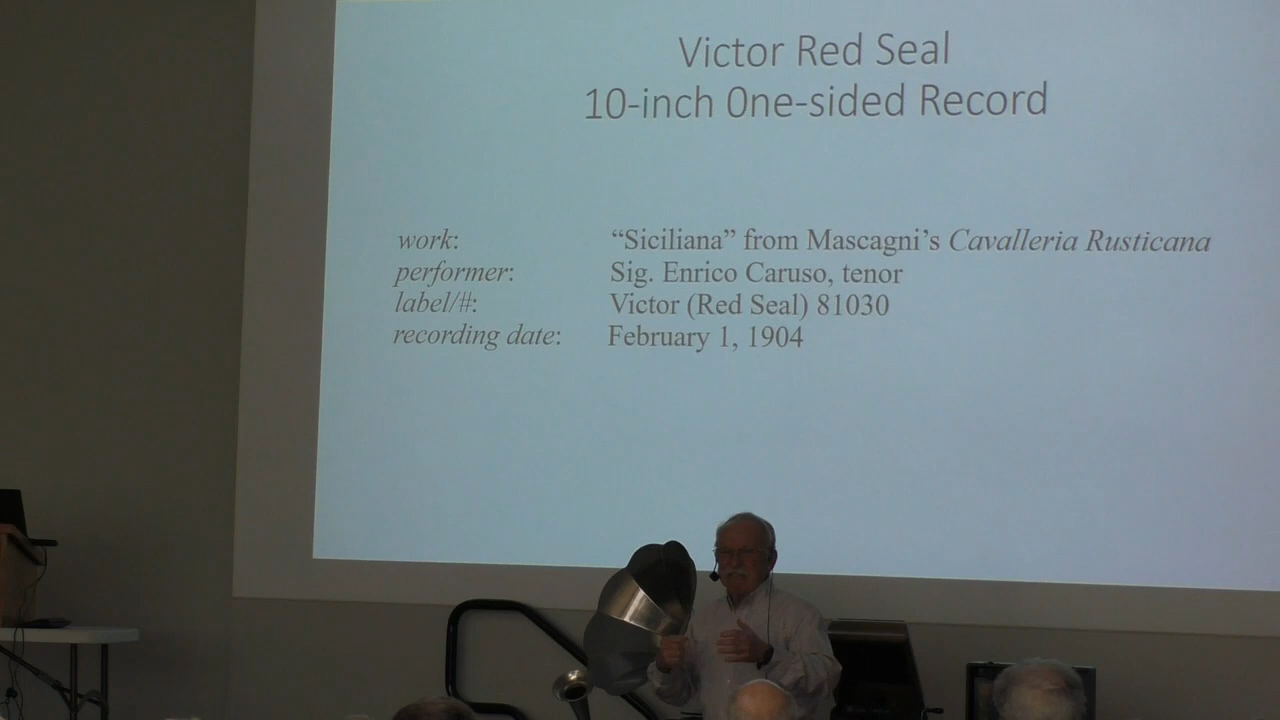 Victor Red Seal
10-inch One-sided Record
work: “Siciliana” from Mascagni’s Cavalleria Rusticana
performer: Sig. Enrico Caruso, tenor
label/#: Victor (Red Seal) 81030
recording date: February 1, 1904